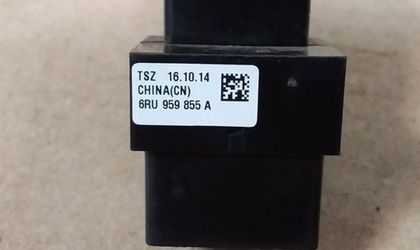 TSZ 16.10.14
CHINA(CN)
6RU 959 855 A